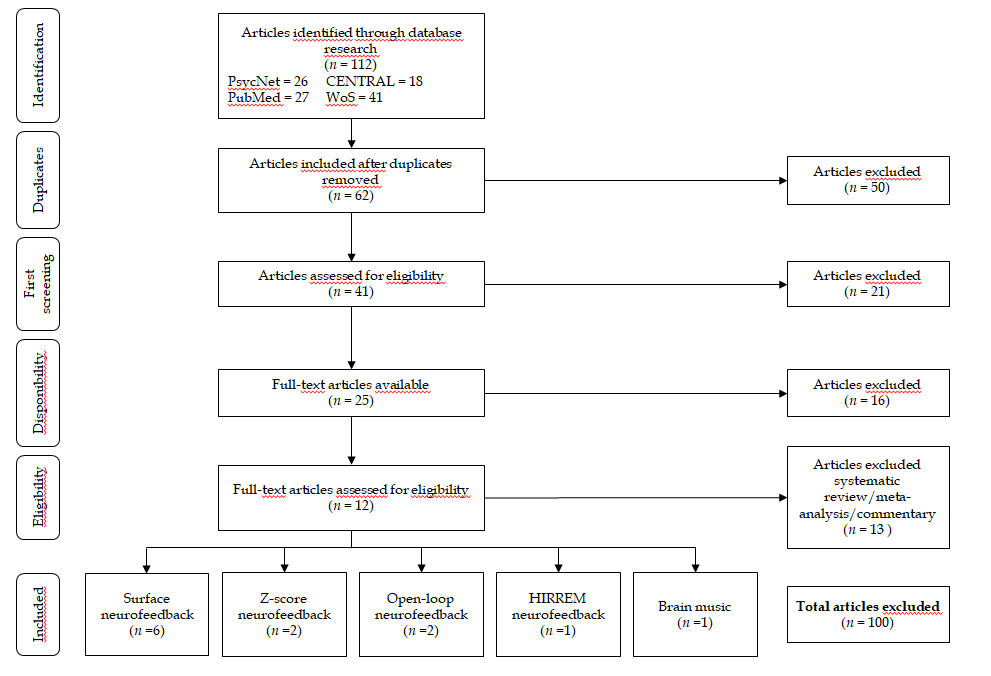 Identification
Articles identified through database
research
(n = 112)
PsycNet = 26 CENTRAL = 18
PubMed = 27 WoS = 41
Duplicates
Articles included after duplicates
removed
(n = 62)
Articles excluded
(n = 50)
First
screening
Articles assessed for eligibility
(n = 41)
Articles excluded
(n = 21)
Disponibility
Full-text articles available
(n = 25)
Articles excluded
(n = 16)
Eligibility
Full-text articles assessed for eligibility
(n = 12)
Articles excluded
systematic
review/meta-
analysis/commentary
(n = 13 )
Included
Surface
neurofeedback
(n =6)
Z-score
neurofeedback
(n =2)
Open-loop
neurofeedback
(n =2)
HIRREM
neurofeedback
(n =1)
Brain music
(n =1)
Total articles excluded
(n = 100)